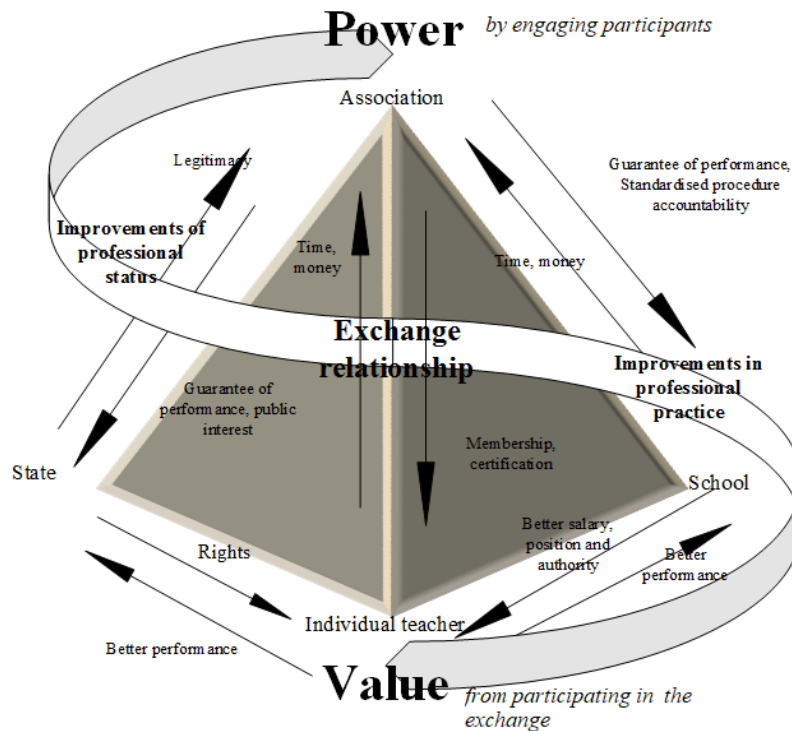 Power
by engaging participants
Association
Legitimacy
Guarantee of performance,
Standardised procedure
accountability
Improvements of
professional
status
Time,
money
Time, money
Exchange
relationship
Improvements in
professional
practice
Guarantee of
performance, public
interest
Membership,
certification
State
School
Better salary,
position and
authority
Better
performance
Rights
Individual teacher
Better performance
Value
from participating in the
exchange